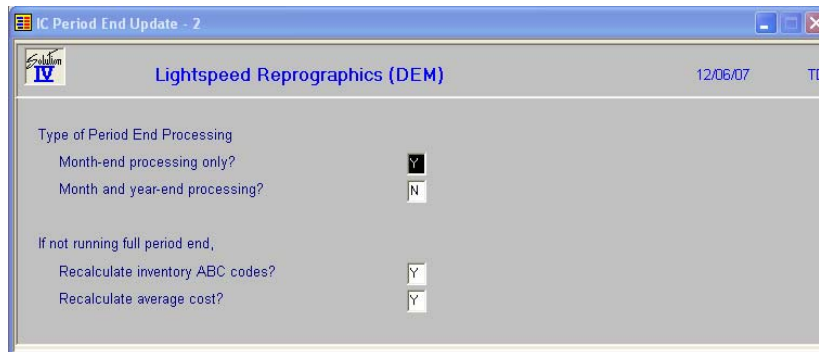 IC Period End Update - 2
Solution
IV
Lightspeed Reprographics (DEM) 12/06/07
Type of Period End Processing
Month-end processing only? Y
Month and year-end processing? N
If not running full period end,
Recalculate inventory ABC codes? Y
Recalculate average cost? Y